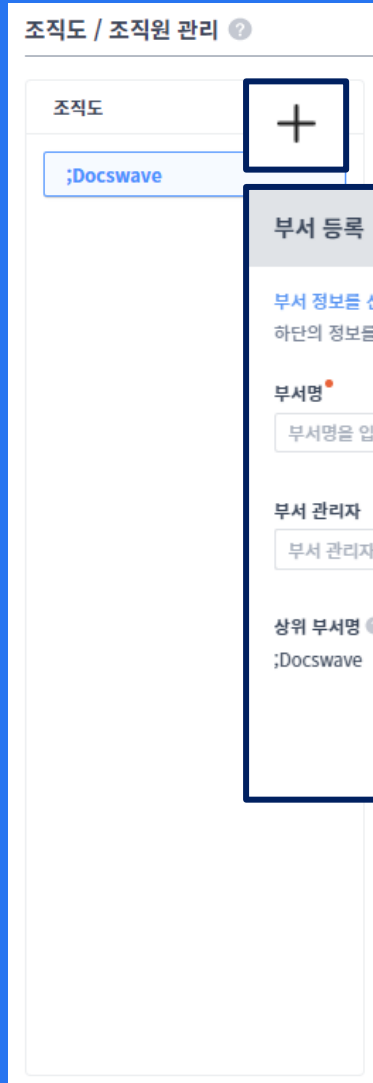 조직도 / 조직원 관리
조직도
;Docswave
부서 등록
부서 정보를
하단의 정보를
부서명
부서명을
부서 관리자
부서 관리자
상위 부서명
;Docswave